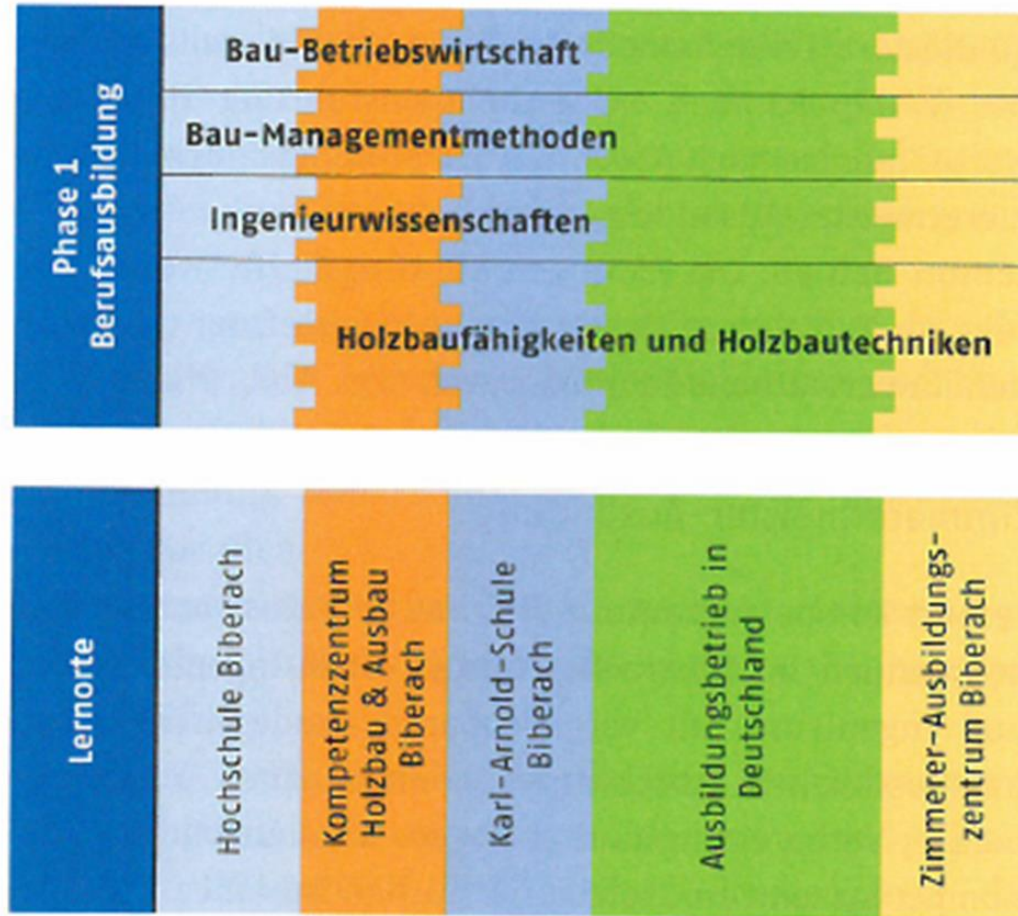 Phase 1
Berufsausbildung
Bau-Betriebswirtschaft
Bau-Managementmethoden
Ingenieurwissenschaften
Holzbaufähigkeiten und Holzbautechniken
Lernorte
Hochschule Biberach
Kompetenzzentrum
Holzbau & Ausbau
Biberach
Karl-Arnold-Schule
Biberach
Ausbildungsbetrieb in
Deutschland
Zimmerer-Ausbildungs-
zentrum Biberach